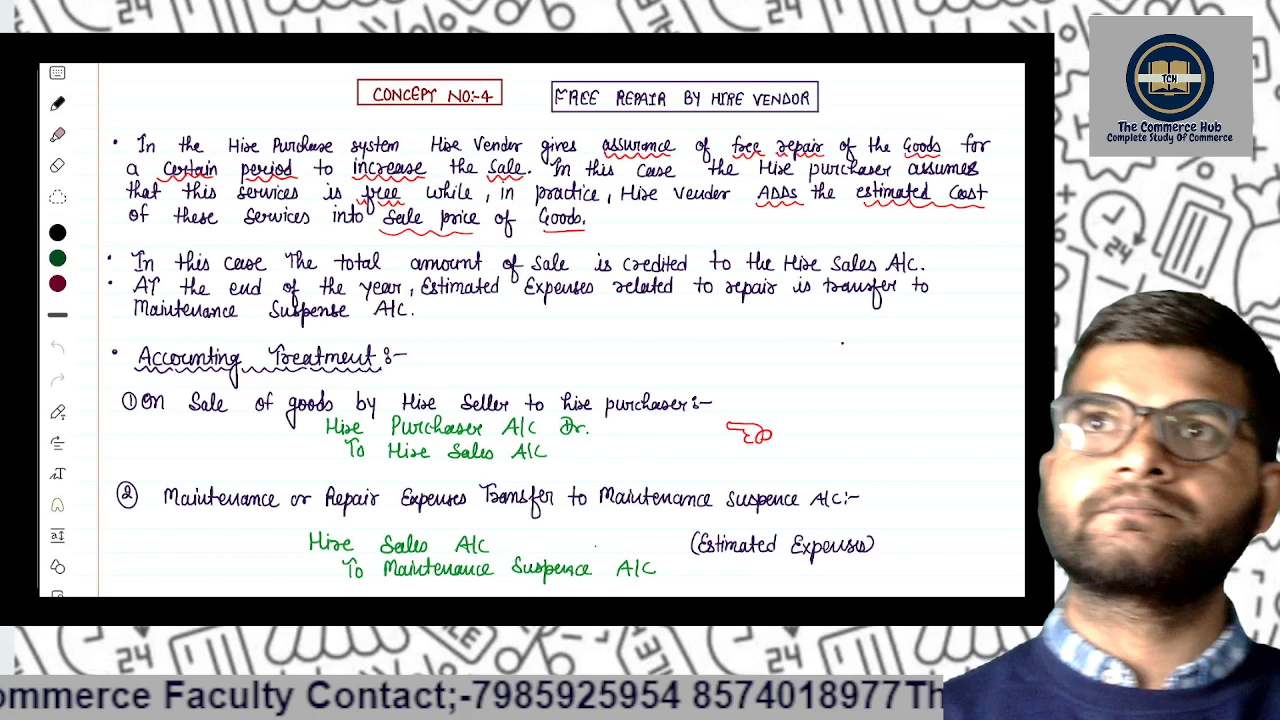 CONCEPT NO:-4
FREE REPAIR BY HIRE VENDOR
TCH
The Commerce Hub
Complete Study Of Commerce
• In the Hire Purchase system Hire Vendor gives assurance of free repair of the Goods for
a certain period to increase the Sale. In this case the Hire purchaser assumes
that this services is free while, in practice, Hire Vender ADDs the estimated cost
of these services into sale price of Goods.
• In this case The total amount of Sale is credited to the Hire Sales A/C.
• AT the end of the year, Estimated Expenses related to repair is transfer to
Maintenance Suspense A/C.
• Accounting Treatment:-
① On Sale of goods by Hire Seller to hire purchaser:-
Hire Purchaser A/C Dr.
To Hire Sales A/C
② Maintenance or Repair Expenses Transfer to Maintenance Suspence A/C:-
Hire Sales A/C (Estimated Expenses)
To Maintenance Suspence A/C
ommerce Faculty Contact;-7985925954 8574018977Th